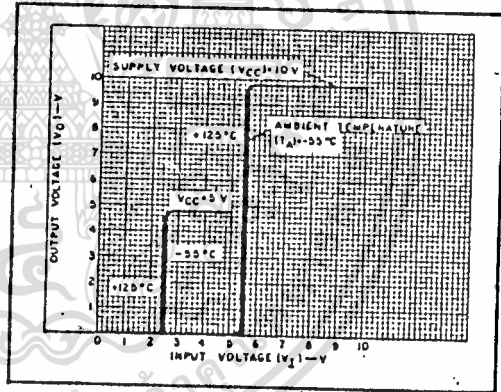 SUPPLY VOLTAGE (VCC)=10 V
+125°C
AMBIENT TEMPERATURE
(TA)=-55°C
VCC=5 V
-55°C
+125°C
OUTPUT VOLTAGE (VO)—V
10
9
8
7
6
5
4
3
2
1
0 1 2 3 4 5 6 7 8 9 10
INPUT VOLTAGE (VI)—V